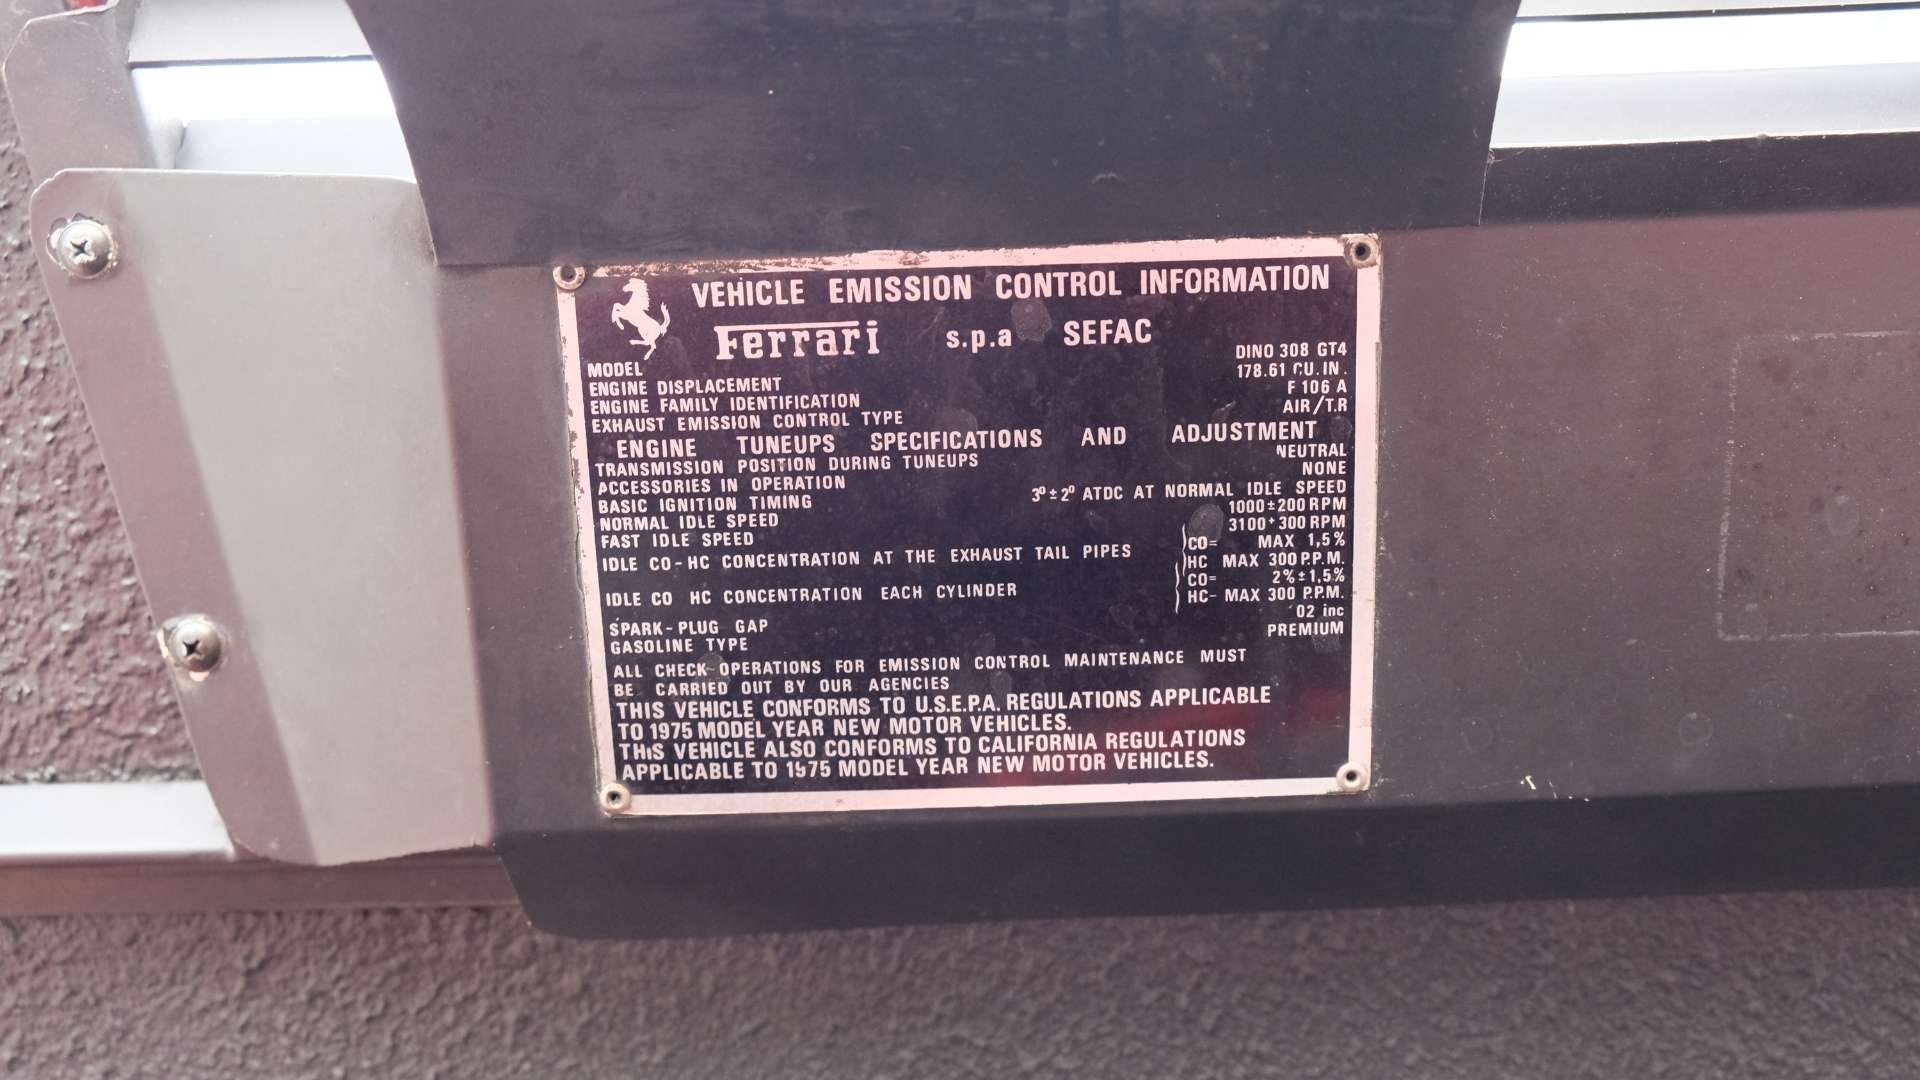 VEHICLE EMISSION CONTROL INFORMATION
Ferrari s.p.a SEFAC
MODEL DINO 308 GT4
ENGINE DISPLACEMENT 178.61 CU.IN.
ENGINE FAMILY IDENTIFICATION F 106 A
EXHAUST EMISSION CONTROL TYPE AIR/T.R
ENGINE TUNEUPS SPECIFICATIONS AND ADJUSTMENT
TRANSMISSION POSITION DURING TUNEUPS NEUTRAL
ACCESSORIES IN OPERATION NONE
BASIC IGNITION TIMING 3º±2º ATDC AT NORMAL IDLE SPEED
NORMAL IDLE SPEED 1000±200 RPM
FAST IDLE SPEED 3100+300 RPM
IDLE CO-HC CONCENTRATION AT THE EXHAUST TAIL PIPES CO= MAX 1,5%
HC MAX 300 P.P.M.
IDLE CO HC CONCENTRATION EACH CYLINDER CO= 2%±1,5%
HC- MAX 300 P.P.M.
SPARK-PLUG GAP 02 inc
GASOLINE TYPE PREMIUM
ALL CHECK-OPERATIONS FOR EMISSION CONTROL MAINTENANCE MUST
BE CARRIED OUT BY OUR AGENCIES
THIS VEHICLE CONFORMS TO U.S.E.P.A. REGULATIONS APPLICABLE
TO 1975 MODEL YEAR NEW MOTOR VEHICLES.
THIS VEHICLE ALSO CONFORMS TO CALIFORNIA REGULATIONS
APPLICABLE TO 1975 MODEL YEAR NEW MOTOR VEHICLES.